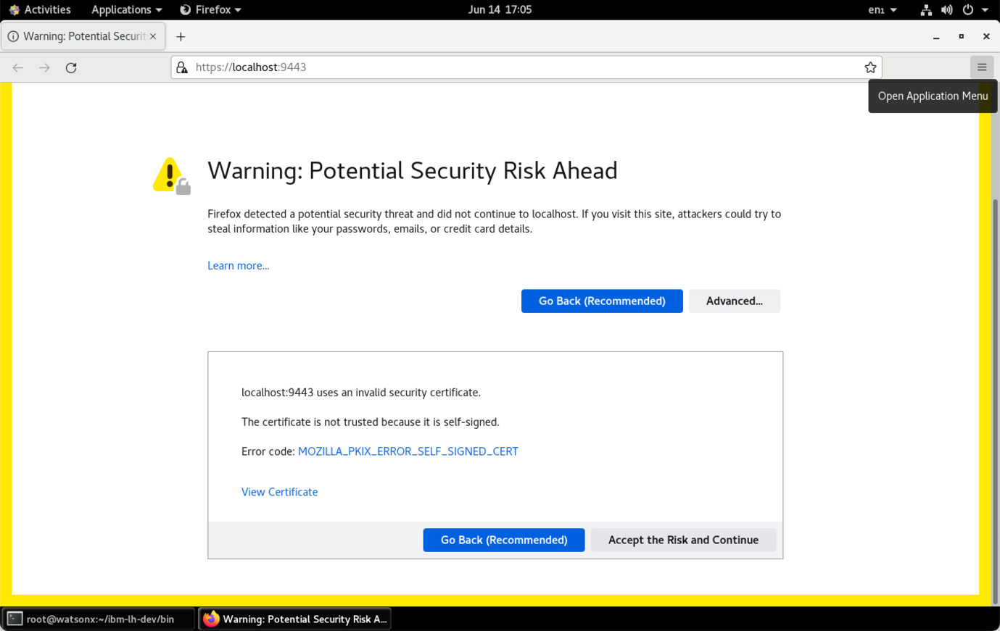 Activities Applications Firefox Jun 14 17:05 en₁
Warning: Potential Securit
https://localhost:9443
Open Application Menu
Warning: Potential Security Risk Ahead
Firefox detected a potential security threat and did not continue to localhost. If you visit this site, attackers could try to
steal information like your passwords, emails, or credit card details.
Learn more...
Go Back (Recommended) Advanced...
localhost:9443 uses an invalid security certificate.
The certificate is not trusted because it is self-signed.
Error code: MOZILLA_PKIX_ERROR_SELF_SIGNED_CERT
View Certificate
Go Back (Recommended) Accept the Risk and Continue
root@watsonx:~/ibm-lh-dev/bin Warning: Potential Security Risk A...